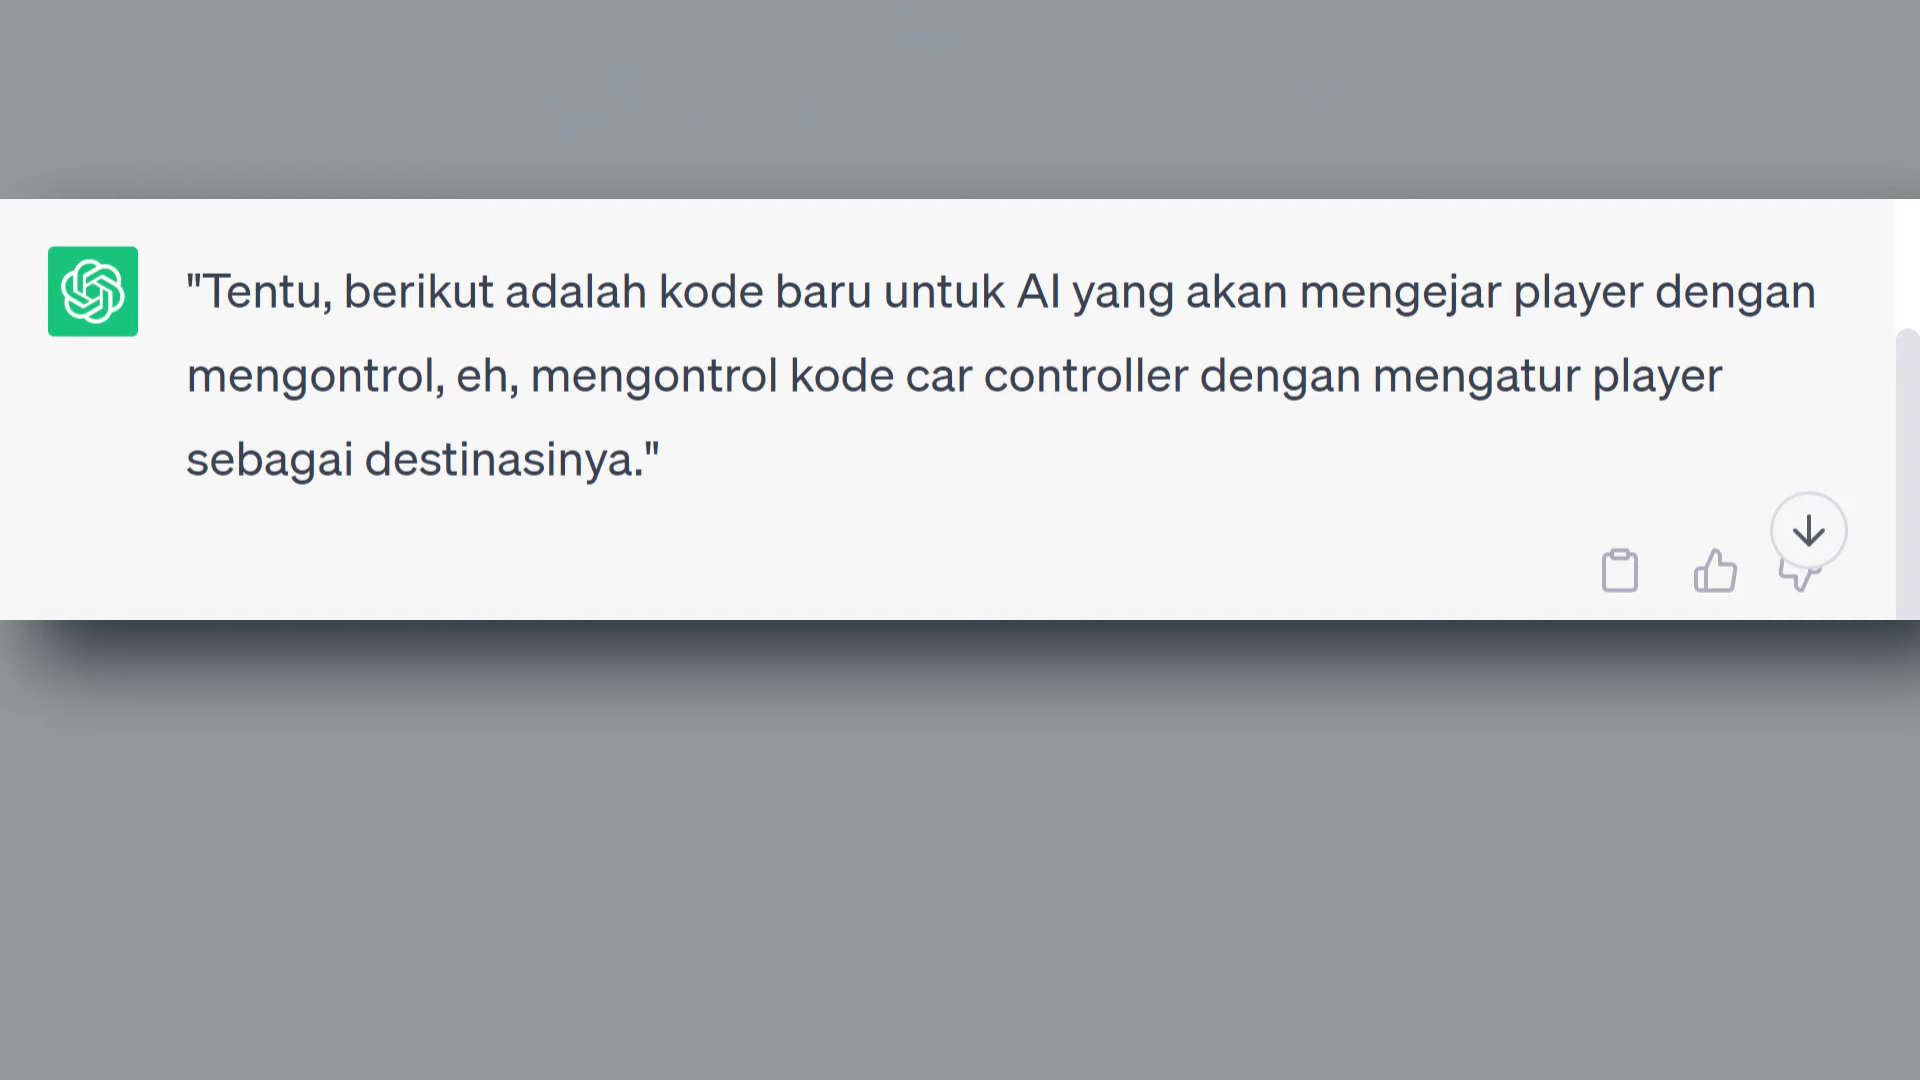 "Tentu, berikut adalah kode baru untuk AI yang akan mengejar player dengan
mengontrol, eh, mengontrol kode car controller dengan mengatur player
sebagai destinasinya."